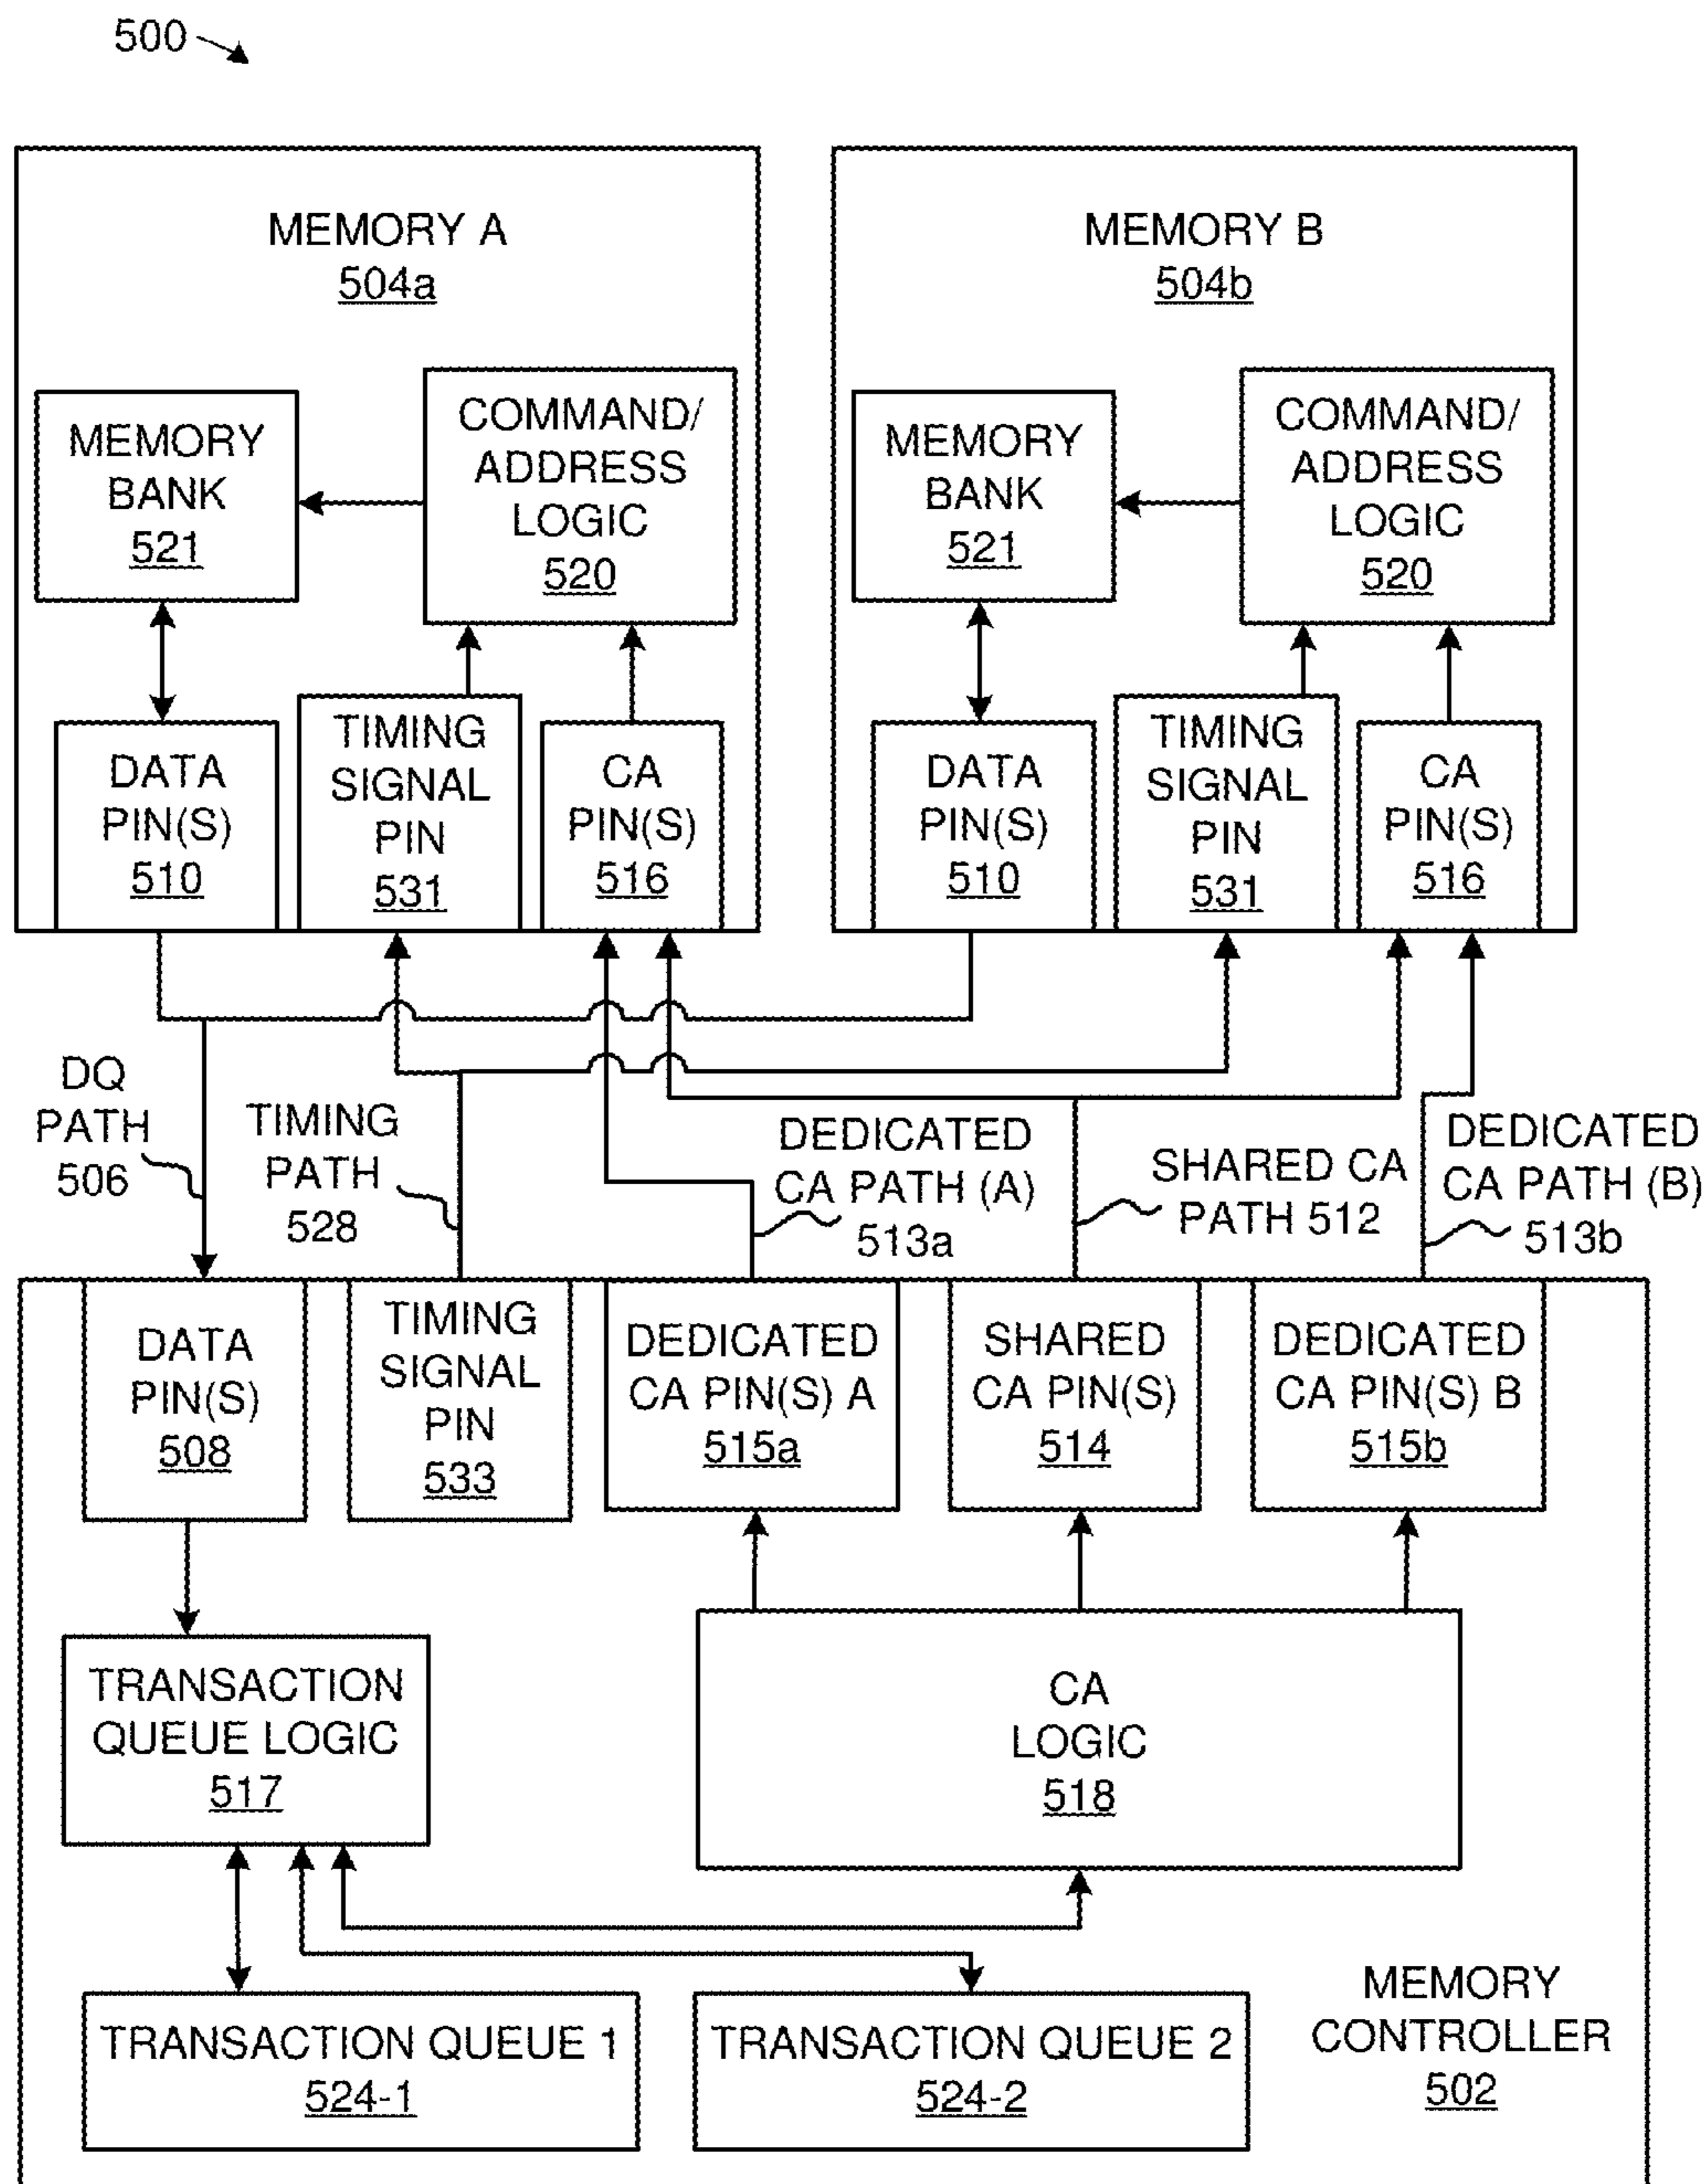 500
MEMORY A
504a
MEMORY
BANK
521
COMMAND/
ADDRESS
LOGIC
520
DATA
PIN(S)
510
TIMING
SIGNAL
PIN
531
CA
PIN(S)
516
MEMORY B
504b
MEMORY
BANK
521
COMMAND/
ADDRESS
LOGIC
520
DATA
PIN(S)
510
TIMING
SIGNAL
PIN
531
CA
PIN(S)
516
DQ
PATH
506
TIMING
PATH
528
DEDICATED
CA PATH (A)
513a
SHARED CA
PATH 512
DEDICATED
CA PATH (B)
513b
DATA
PIN(S)
508
TIMING
SIGNAL
PIN
533
DEDICATED
CA PIN(S) A
515a
SHARED
CA PIN(S)
514
DEDICATED
CA PIN(S) B
515b
TRANSACTION
QUEUE LOGIC
517
CA
LOGIC
518
TRANSACTION QUEUE 1
524-1
TRANSACTION QUEUE 2
524-2
MEMORY
CONTROLLER
502